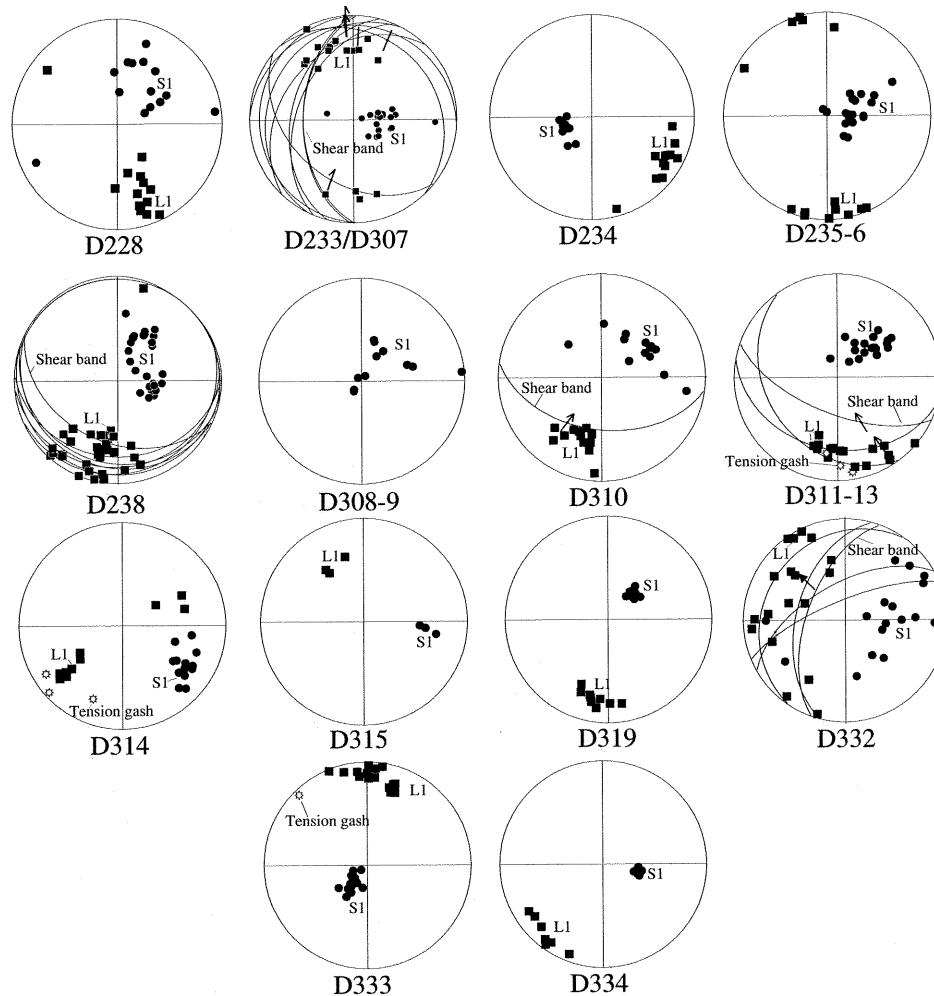 S1
L1
D228
L1
S1
Shear band
D233/D307
S1
L1
D234
S1
L1
D235-6
Shear band
S1
L1
D238
S1
D308-9
S1
Shear band
L1
D310
S1
Shear band
L1
Tension gash
D311-13
L1
S1
Tension gash
D314
L1
S1
D315
S1
L1
D319
L1
Shear band
S1
D332
L1
Tension gash
S1
D333
S1
L1
D334